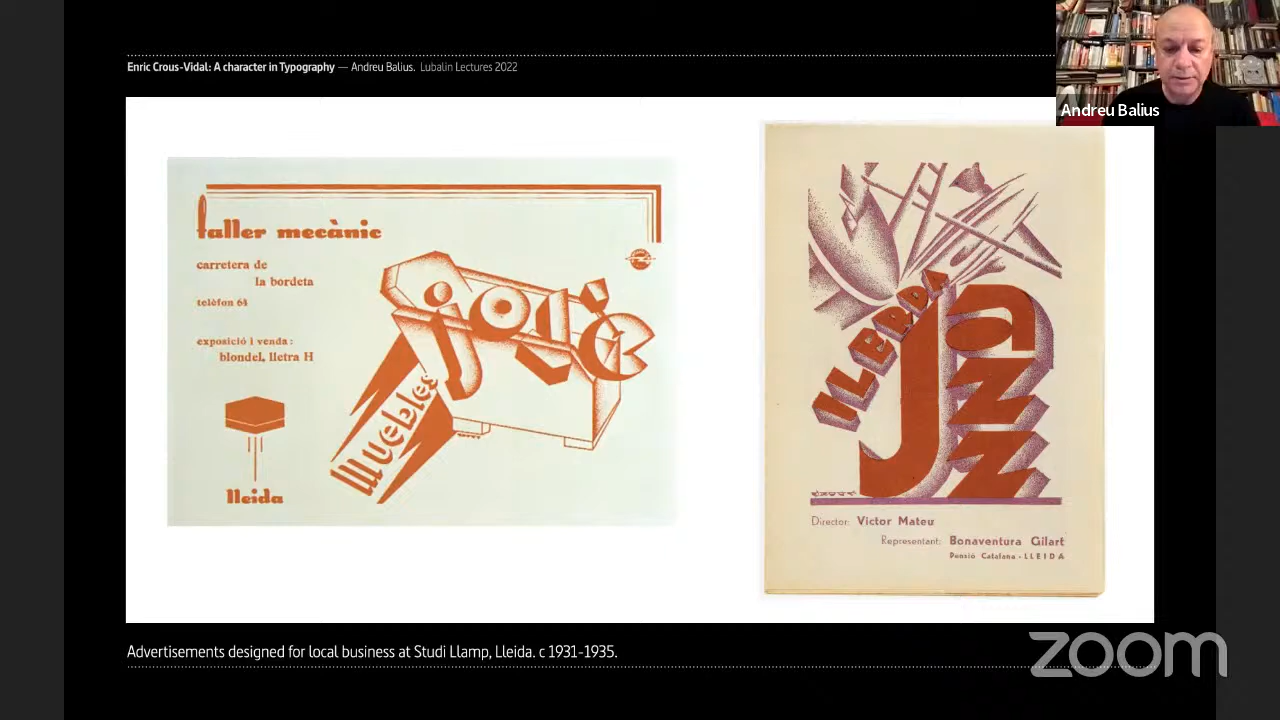 Enric Crous-Vidal: A character in Typography — Andreu Balius. Lubalin Lectures 2022
Andreu Balius
taller mecànic
carretera de
la bordeta
telèfon 64
exposició i venda:
blondel, lletra H
lleida
muebles
jové
ILERDA
Jazz
Director: Victor Mateu
Representant: Bonaventura Gilart
Pensió Catalana - LLEIDA
Advertisements designed for local business at Studi Llamp, Lleida. c 1931-1935.
zoom